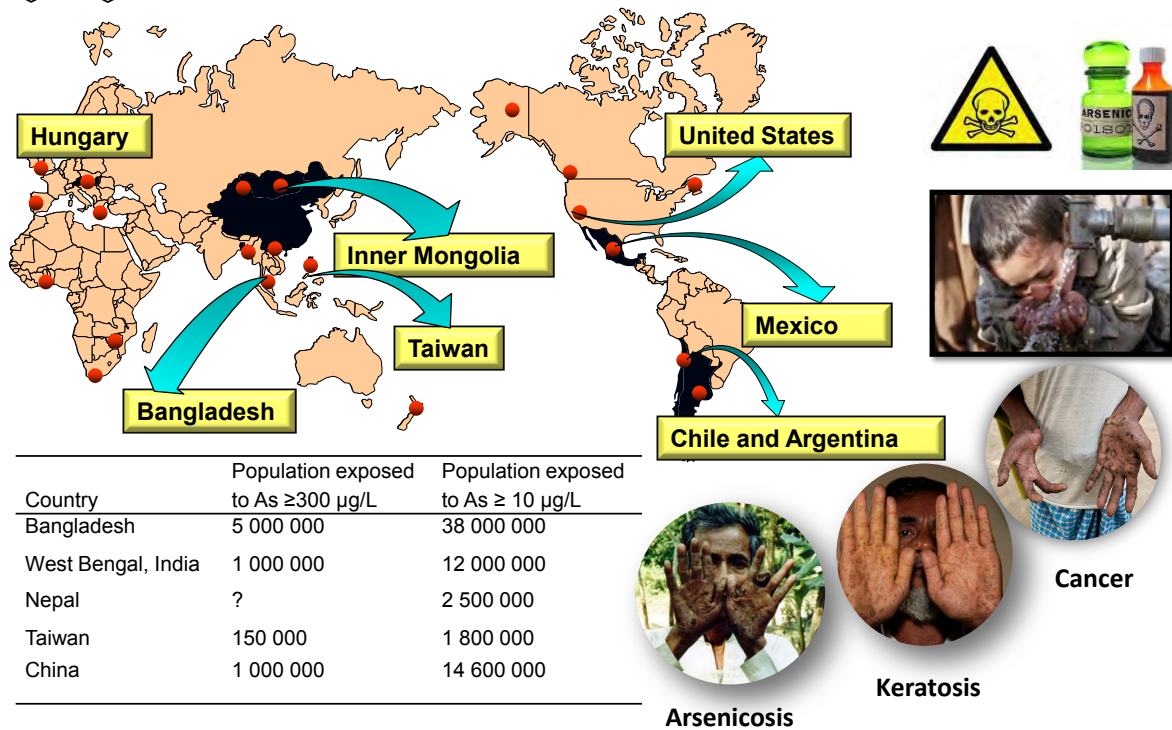 Hungary
United States
Inner Mongolia
Mexico
Taiwan
Bangladesh
Chile and Argentina
ARSENIC
POISON
Population exposed Population exposed
Country to As ≥300 μg/L to As ≥ 10 μg/L
Bangladesh 5 000 000 38 000 000
West Bengal, India 1 000 000 12 000 000
Nepal ? 2 500 000
Taiwan 150 000 1 800 000
China 1 000 000 14 600 000
Cancer
Keratosis
Arsenicosis